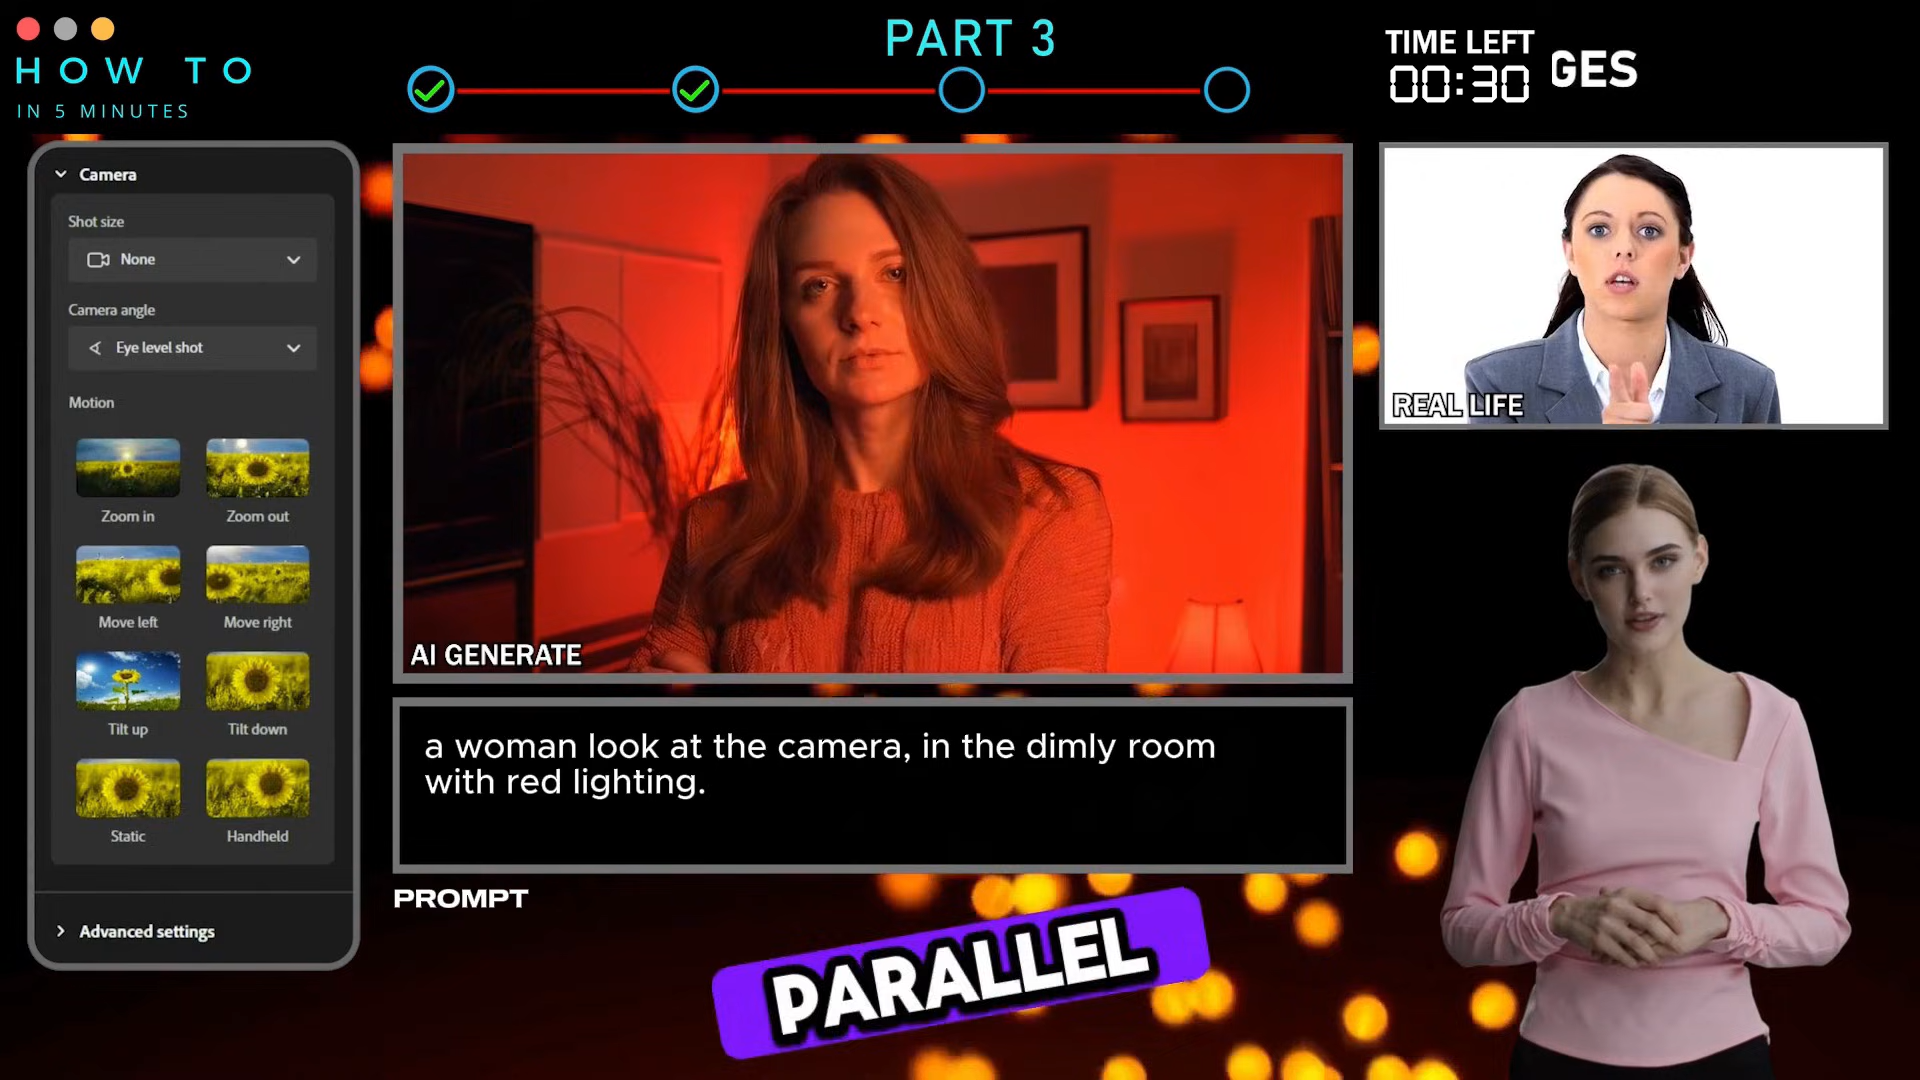 HOW TO
IN 5 MINUTES
PART 3
TIME LEFT
00:30
GES
Camera
Shot size
None
Camera angle
Eye level shot
Motion
Zoom in
Zoom out
Move left
Move right
Tilt up
Tilt down
Static
Handheld
Advanced settings
AI GENERATE
REAL LIFE
a woman look at the camera, in the dimly room
with red lighting.
PROMPT
PARALLEL